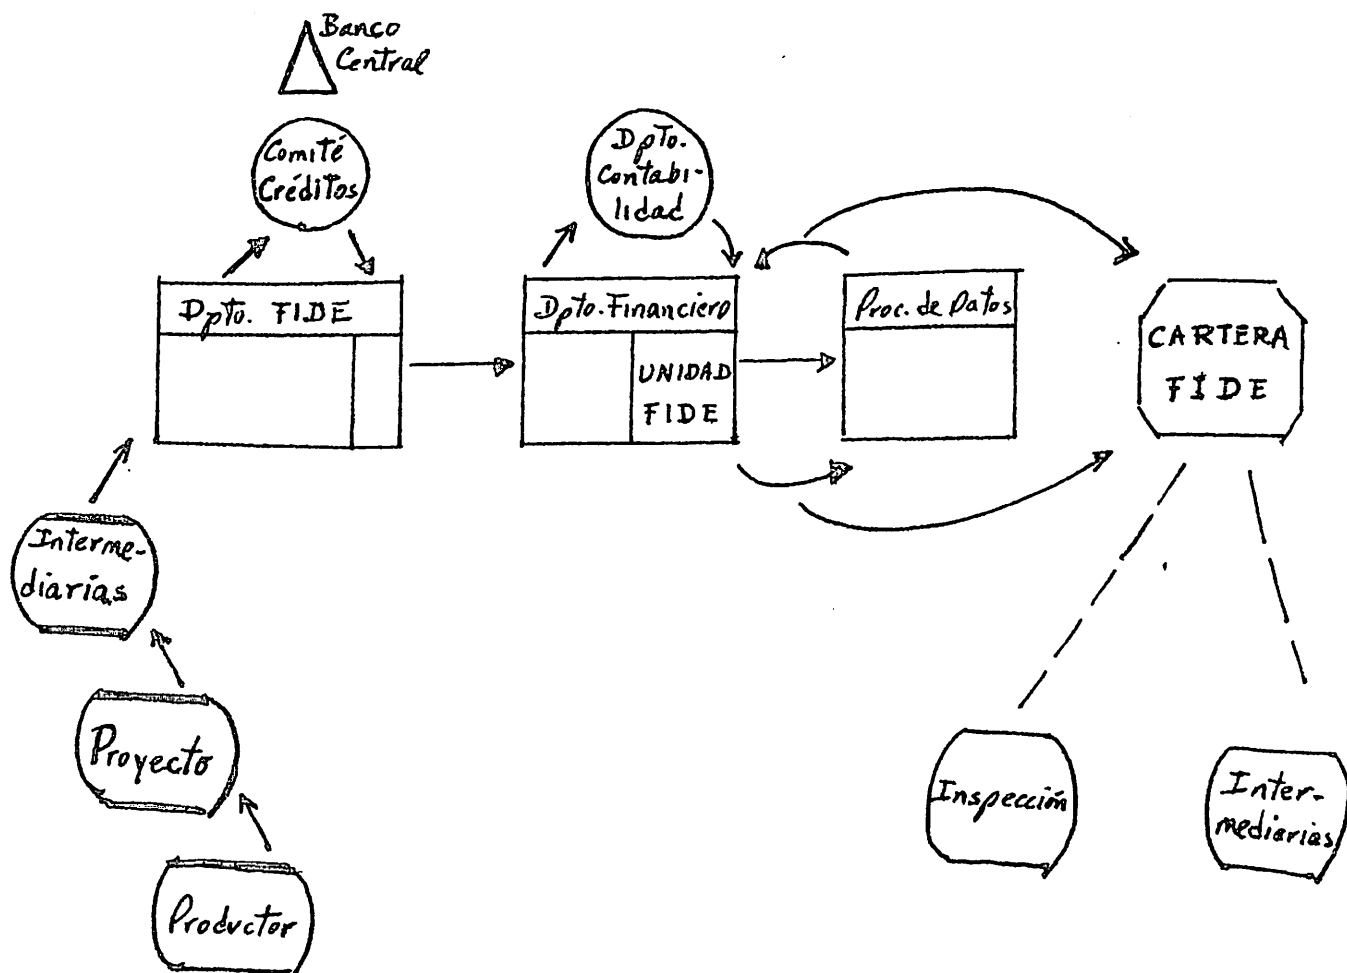 Banco
Central
Comité
Créditos
Dpto.
Contabi-
lidad
Dpto. FIDE
Dpto. Financiero
UNIDAD
FIDE
Proc. de Datos
CARTERA
FIDE
Interme-
diarías
Proyecto
Productor
Inspección
Inter-
mediarias